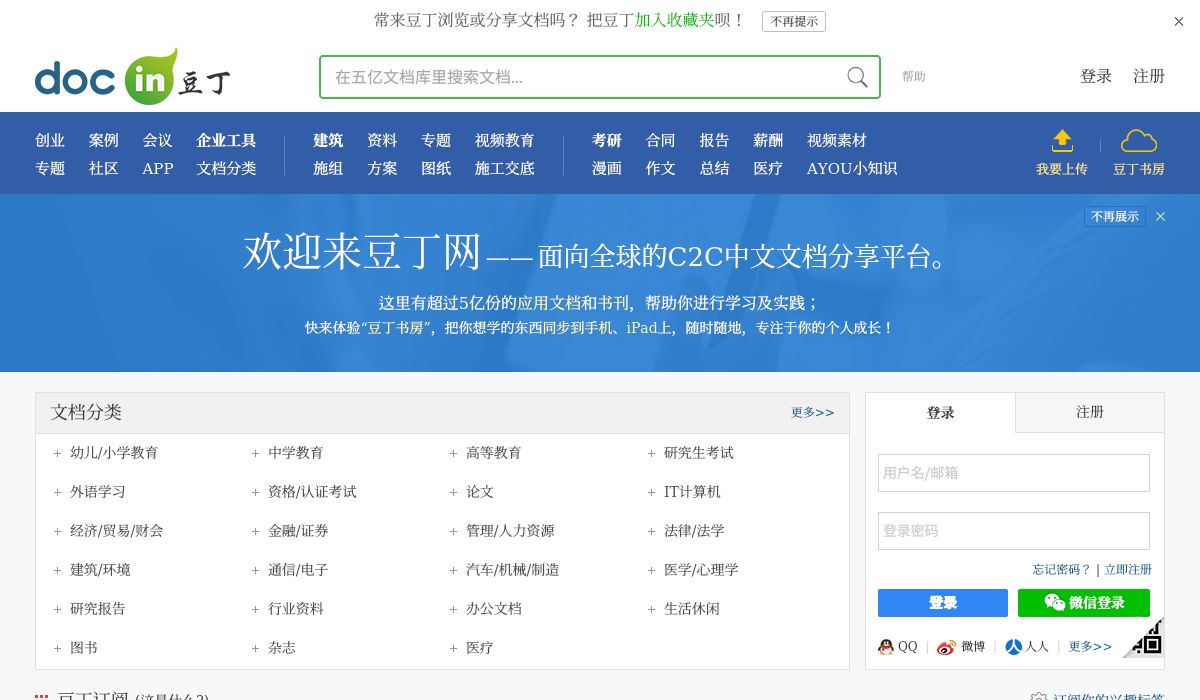 常来豆丁浏览或分享文档吗？ 把豆丁加入收藏夹呗！ 不再提示
docin豆丁 在五亿文档库里搜索文档... 帮助 登录 注册
创业 案例 会议 企业工具 建筑 资料 专题 视频教育 考研 合同 报告 薪酬 视频素材
专题 社区 APP 文档分类 施组 方案 图纸 施工交底 漫画 作文 总结 医疗 AYOU小知识 我要上传 豆丁书房
不再展示
欢迎来豆丁网 —— 面向全球的C2C中文文档分享平台。
这里有超过5亿份的应用文档和书刊，帮助你进行学习及实践；
快来体验“豆丁书房”，把你想学的东西同步到手机、iPad上，随时随地，专注于你的个人成长！
文档分类 更多>>
幼儿/小学教育 中学教育 高等教育 研究生考试
外语学习 资格/认证考试 论文 IT计算机
经济/贸易/财会 金融/证券 管理/人力资源 法律/法学
建筑/环境 通信/电子 汽车/机械/制造 医学/心理学
研究报告 行业资料 办公文档 生活休闲
图书 杂志 医疗
登录 注册
用户名/邮箱
登录密码
忘记密码？ | 立即注册
登录 微信登录
QQ | 微博 | 人人 | 更多>>
豆丁订阅 (这是什么?) 订阅你的兴趣标签